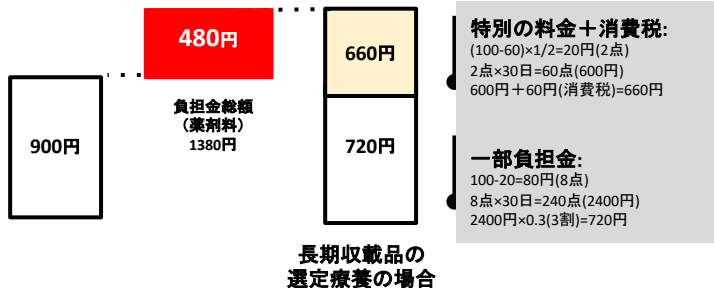 900円
480円
負担金総額
（薬剤料）
1380円
660円
720円
長期収載品の
選定療養の場合
特別の料金＋消費税:
(100-60)×1/2=20円(2点)
2点×30日=60点(600円)
600円＋60円(消費税)=660円
一部負担金:
100-20=80円(8点)
8点×30日=240点(2400円)
2400円×0.3(3割)=720円